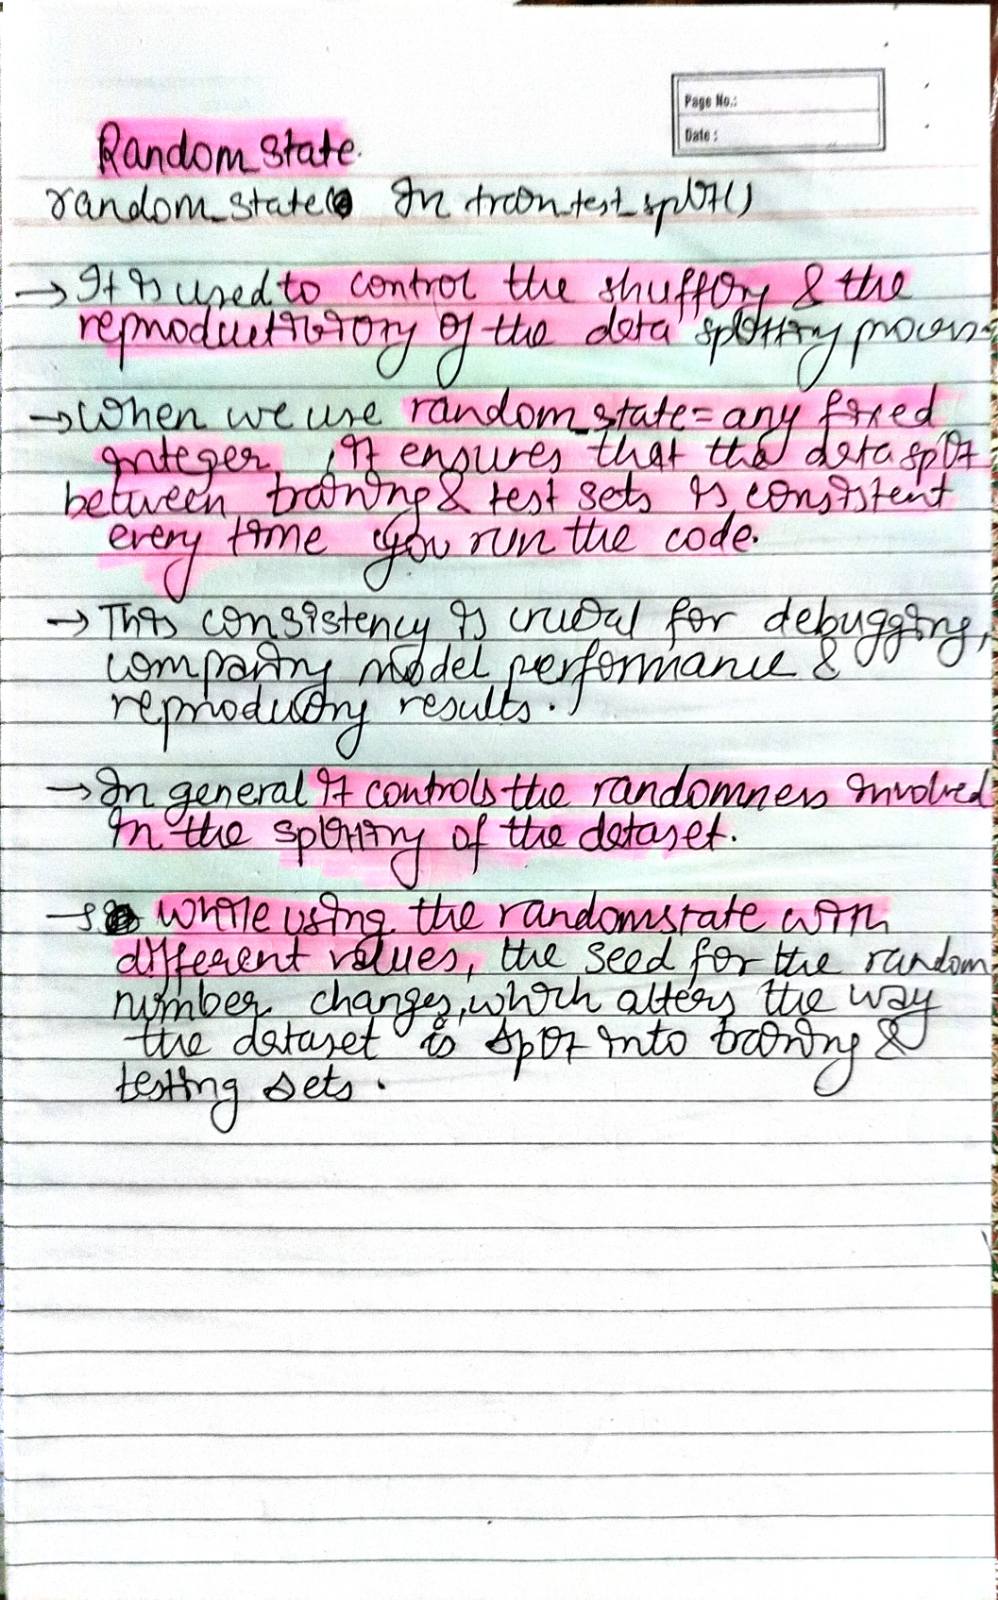 Page No.:
Date :
Random_State.
random_state in train_test_split()
→ It is used to control the shuffling & the
reproductibility of the data splitting process
→ When we use random_state = any fixed
integer, it ensures that the data split
between training & test sets is consistent
every time you run the code.
→ This consistency is crucial for debugging,
comparing model performance &
reproducing results.
→ In general it controls the randomness involved
in the splitting of the dataset.
→ so while using the randomstate with
different values, the seed for the random
number changes, which alters the way
the dataset is split into training &
testing sets.